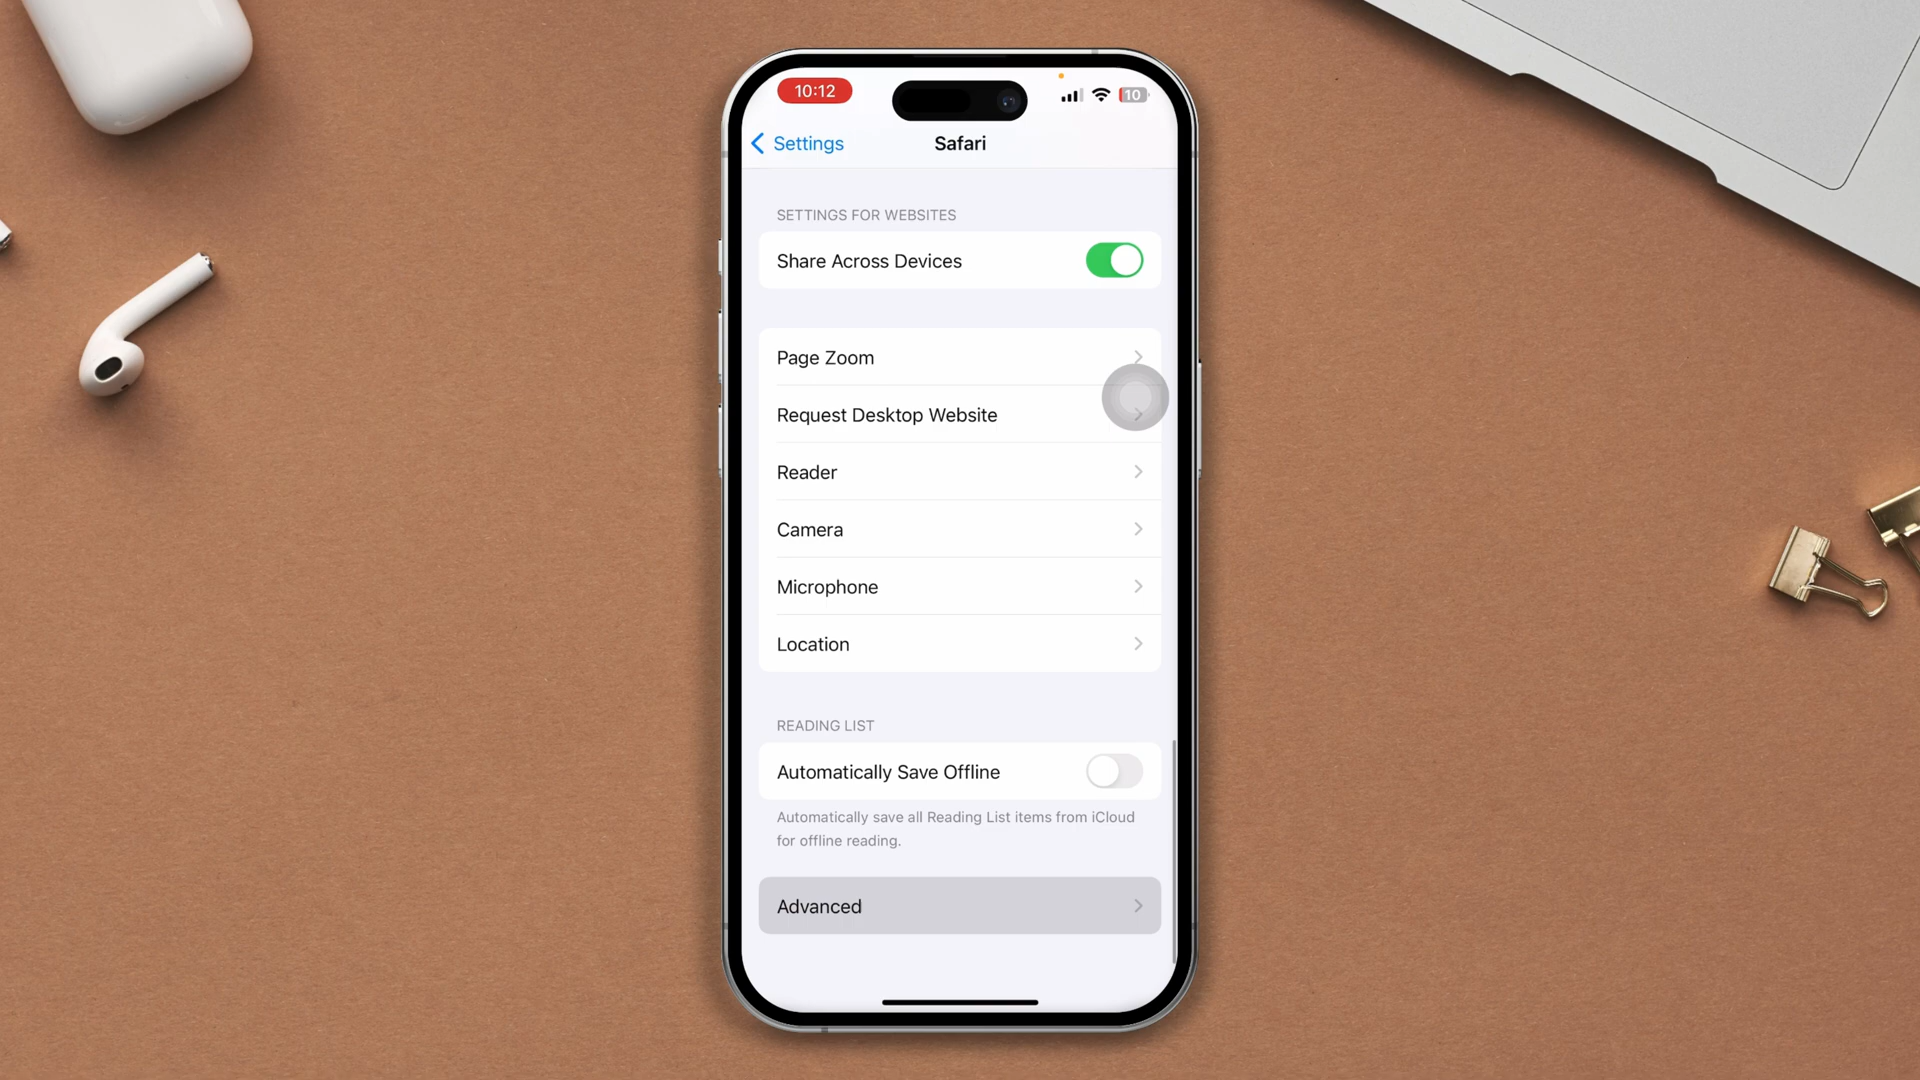 10:12
10
Settings
Safari
SETTINGS FOR WEBSITES
Share Across Devices
Page Zoom
Request Desktop Website
Reader
Camera
Microphone
Location
READING LIST
Automatically Save Offline
Automatically save all Reading List items from iCloud
for offline reading.
Advanced